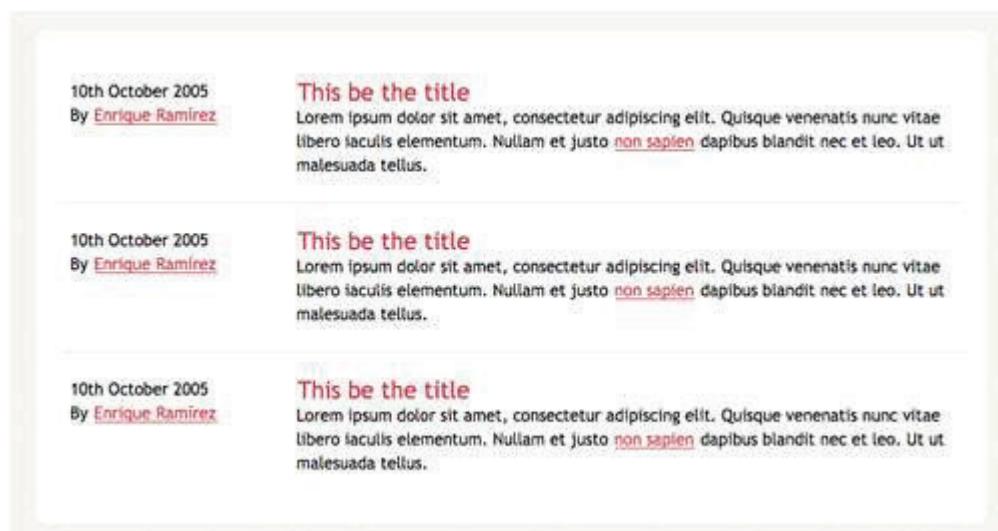 10th October 2005
By Enrique Ramírez
This be the title
Lorem ipsum dolor sit amet, consectetur adipiscing elit. Quisque venenatis nunc vitae
libero iaculis elementum. Nullam et justo non sapien dapibus blandit nec et leo. Ut ut
malesuada tellus.
10th October 2005
By Enrique Ramírez
This be the title
Lorem ipsum dolor sit amet, consectetur adipiscing elit. Quisque venenatis nunc vitae
libero iaculis elementum. Nullam et justo non sapien dapibus blandit nec et leo. Ut ut
malesuada tellus.
10th October 2005
By Enrique Ramírez
This be the title
Lorem ipsum dolor sit amet, consectetur adipiscing elit. Quisque venenatis nunc vitae
libero iaculis elementum. Nullam et justo non sapien dapibus blandit nec et leo. Ut ut
malesuada tellus.